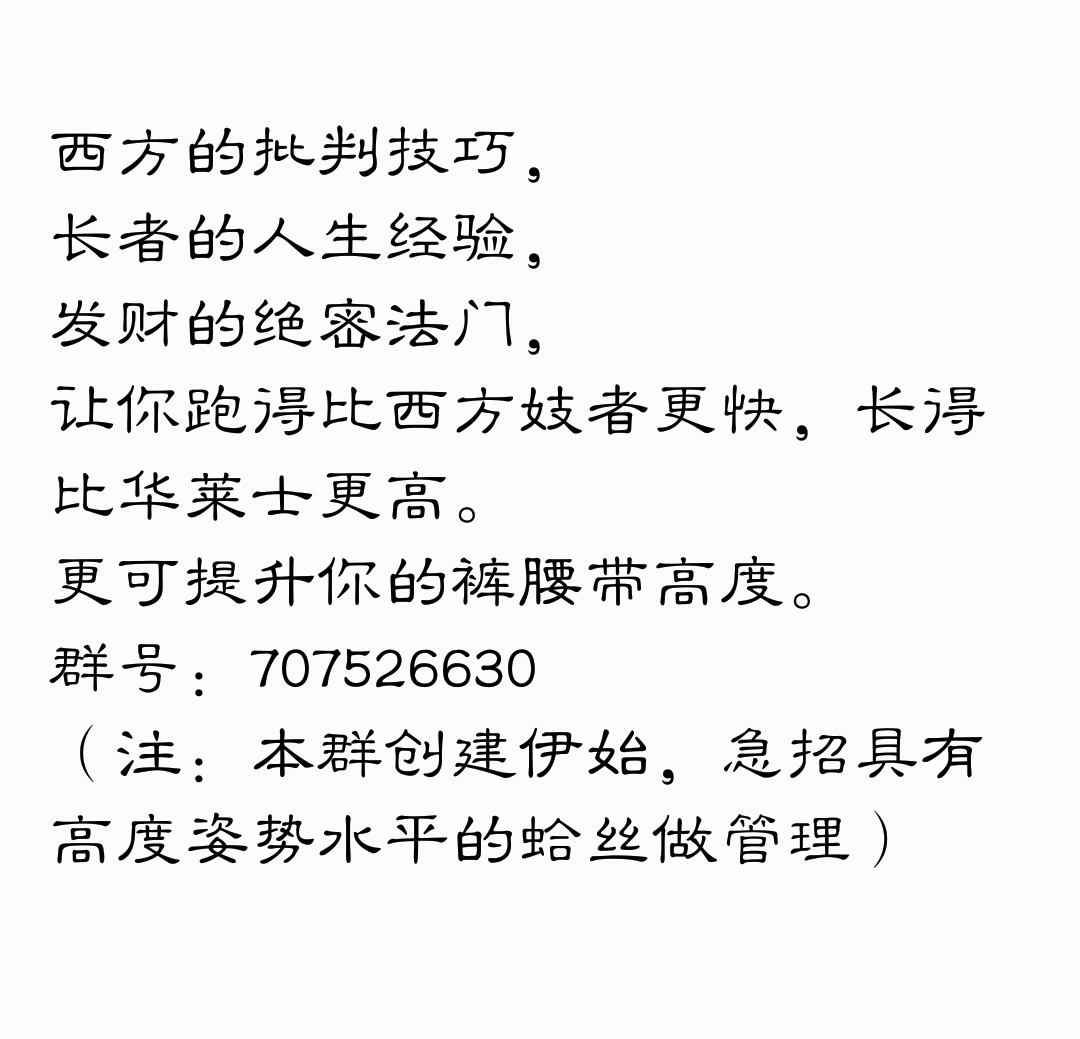 西方的批判技巧，
长者的人生经验，
发财的绝密法门，
让你跑得比西方妓者更快，长得
比华莱士更高。
更可提升你的裤腰带高度。
群号：707526630
（注：本群创建伊始，急招具有
高度姿势水平的蛤丝做管理）